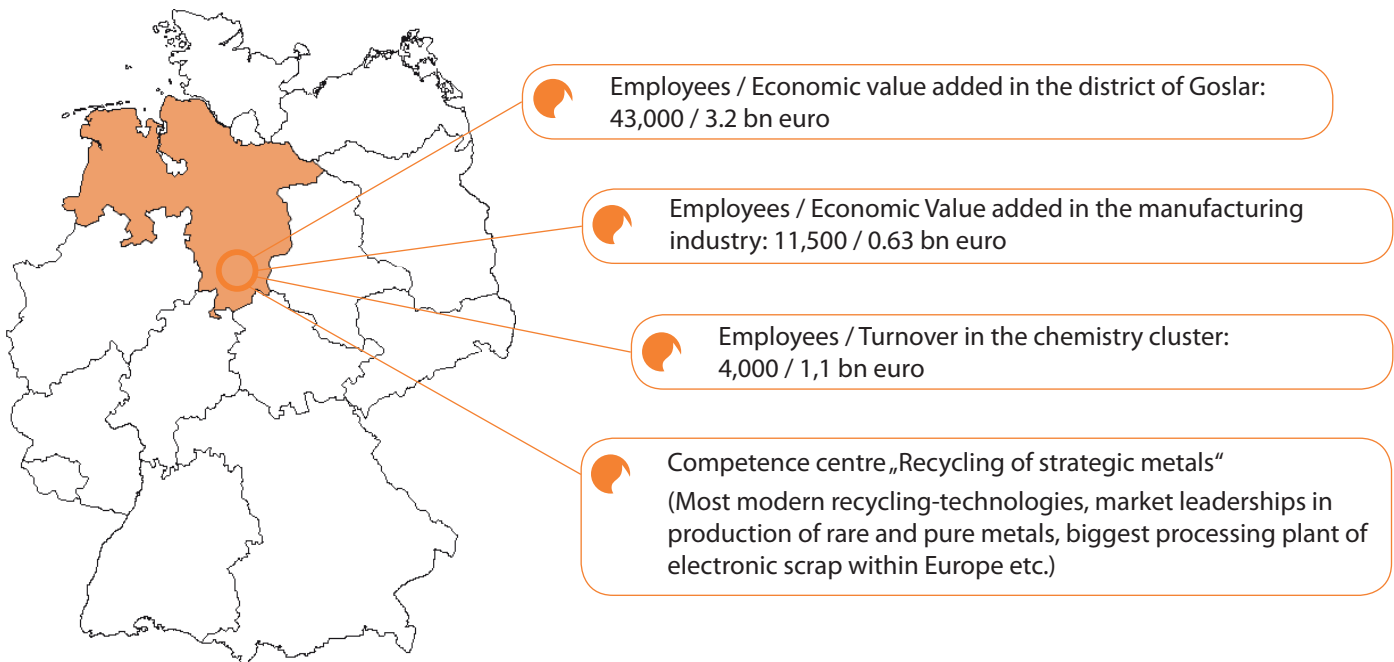 Employees / Economic value added in the district of Goslar:
43,000 / 3.2 bn euro
Employees / Economic Value added in the manufacturing
industry: 11,500 / 0.63 bn euro
Employees / Turnover in the chemistry cluster:
4,000 / 1,1 bn euro
Competence centre „Recycling of strategic metals“
(Most modern recycling-technologies, market leaderships in
production of rare and pure metals, biggest processing plant of
electronic scrap within Europe etc.)